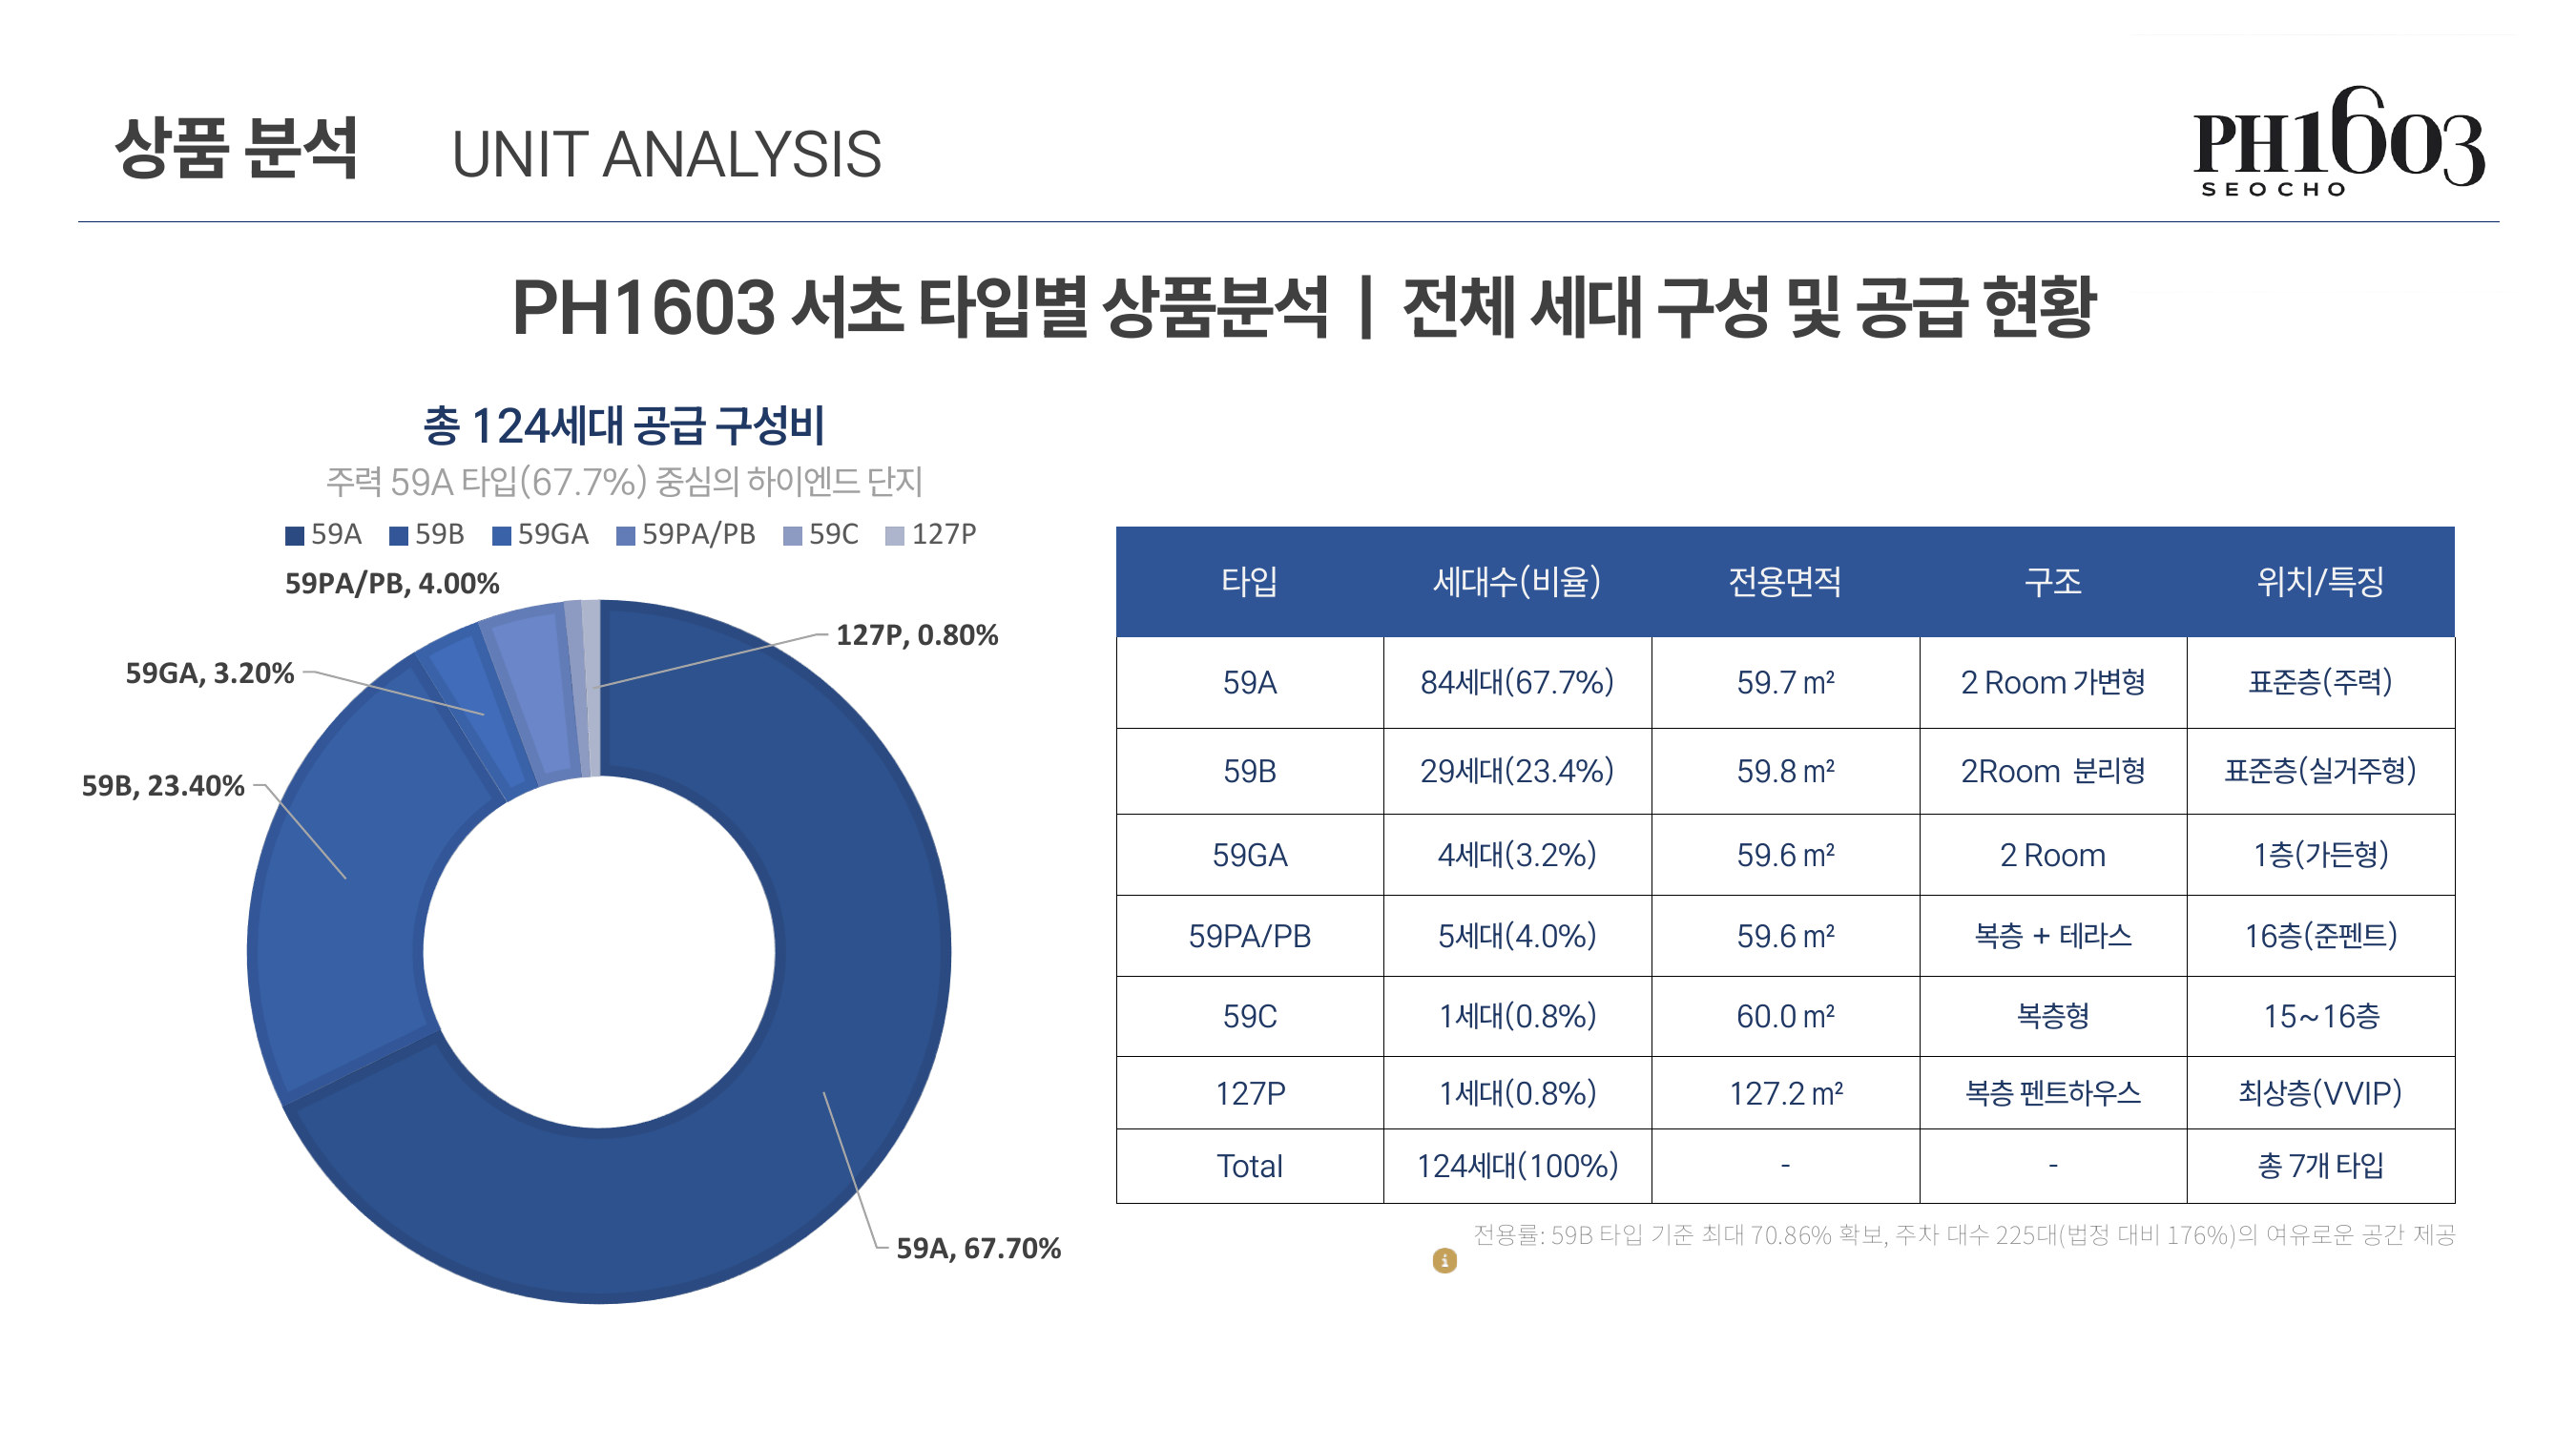 상품 분석 UNIT ANALYSIS
PH1603
SEOCHO
PH1603 서초 타입별 상품분석 | 전체 세대 구성 및 공급 현황
총 124세대 공급 구성비
주력 59A 타입(67.7%) 중심의 하이엔드 단지
59A 59B 59GA 59PA/PB 59C 127P
59PA/PB, 4.00%
127P, 0.80%
59GA, 3.20%
59B, 23.40%
59A, 67.70%
타입 세대수(비율) 전용면적 구조 위치/특징
59A 84세대(67.7%) 59.7 m² 2 Room 가변형 표준층(주력)
59B 29세대(23.4%) 59.8 m² 2Room 분리형 표준층(실거주형)
59GA 4세대(3.2%) 59.6 m² 2 Room 1층(가든형)
59PA/PB 5세대(4.0%) 59.6 m² 복층 + 테라스 16층(준펜트)
59C 1세대(0.8%) 60.0 m² 복층형 15~16층
127P 1세대(0.8%) 127.2 m² 복층 펜트하우스 최상층(VVIP)
Total 124세대(100%) - - 총 7개 타입
전용률: 59B 타입 기준 최대 70.86% 확보, 주차 대수 225대(법정 대비 176%)의 여유로운 공간 제공
i